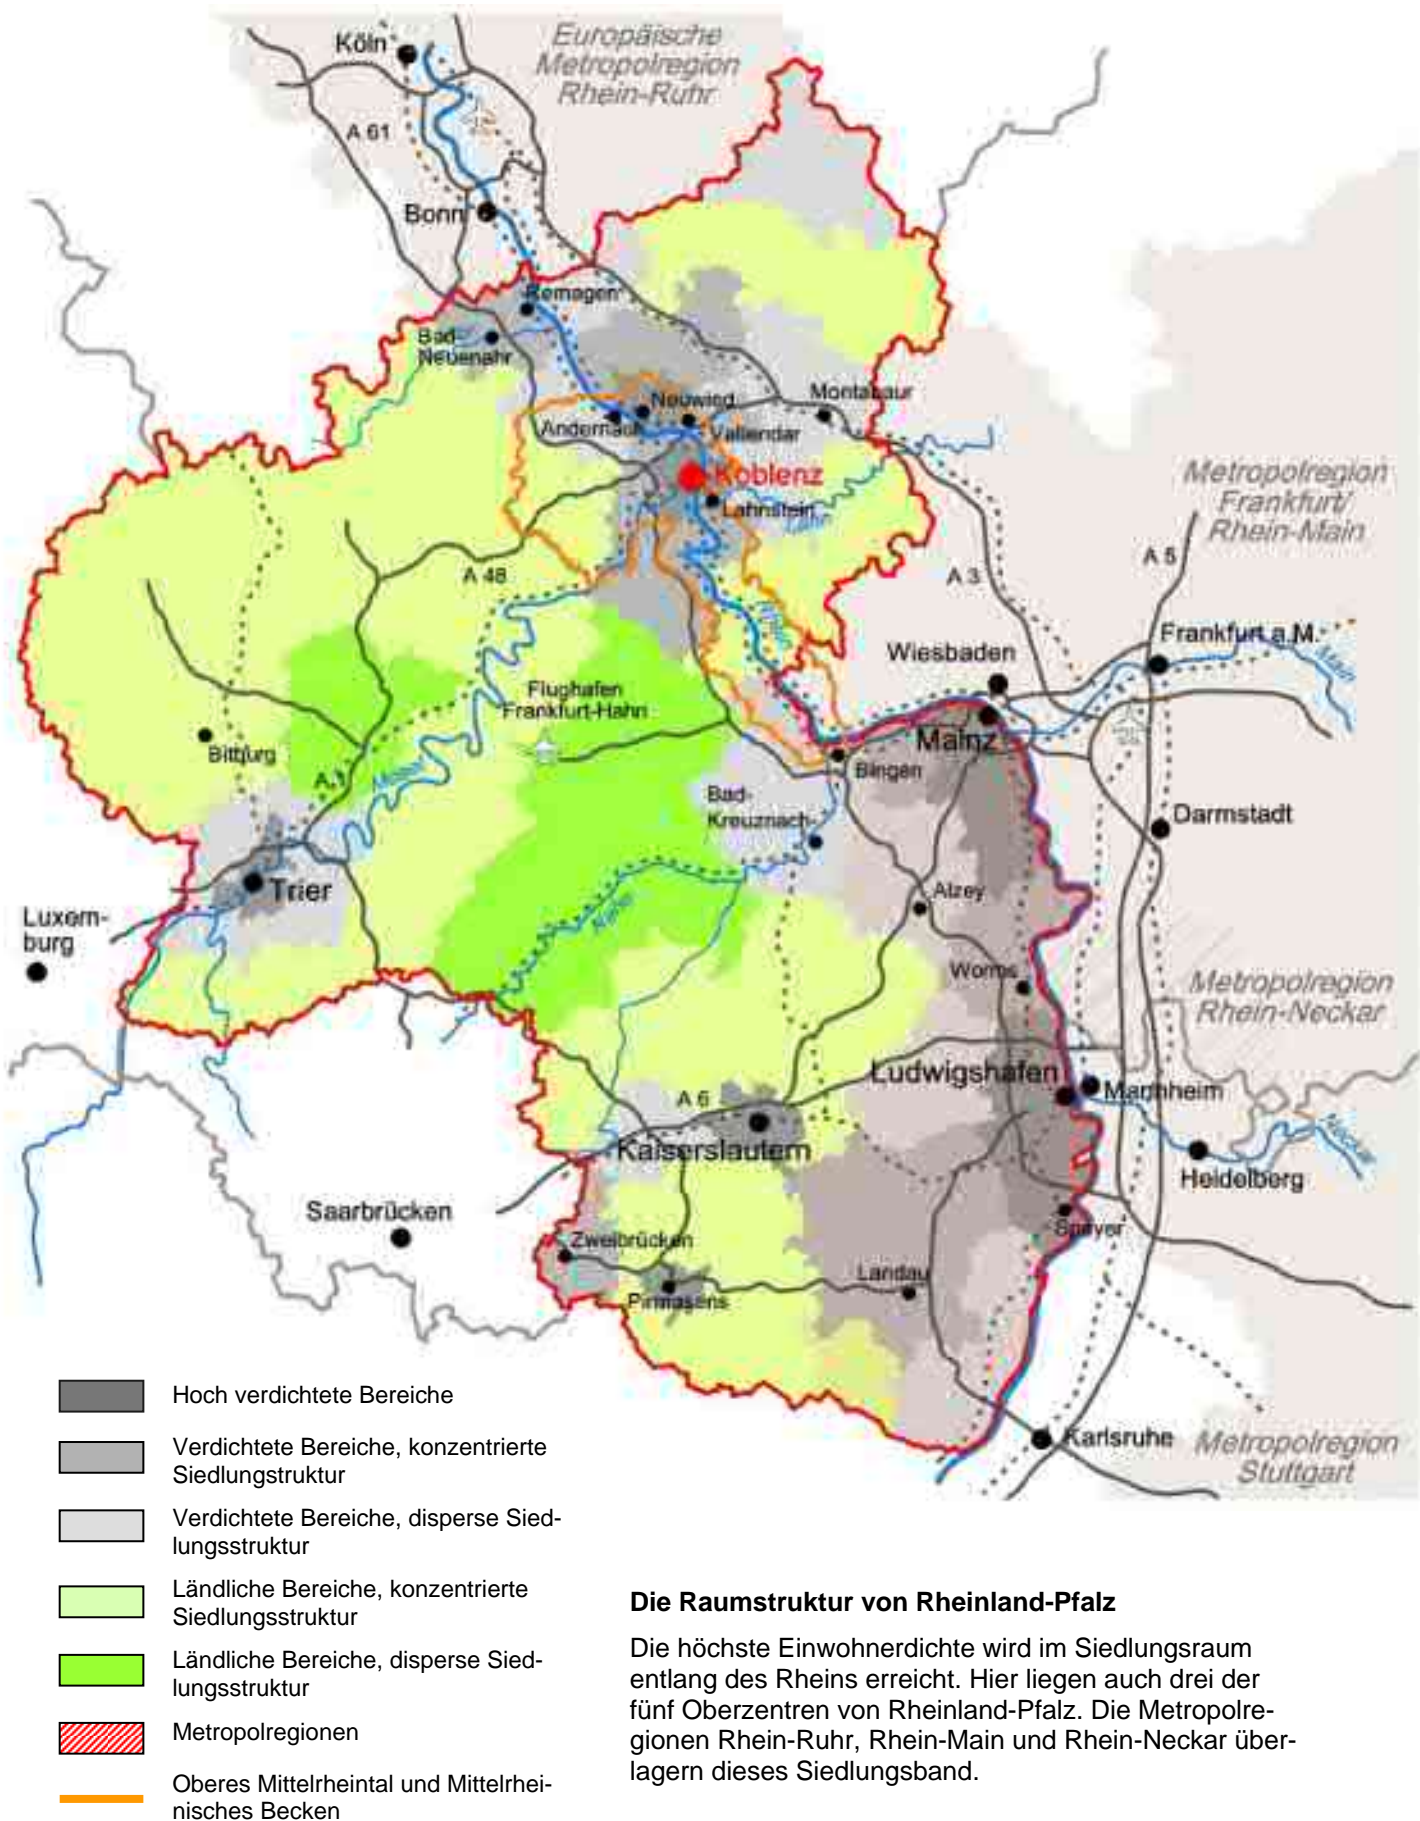 Köln
Europäische
Metropolregion
Rhein-Ruhr
A 61
Bonn
Remagen
Bad-
Neuenahr
Neuwied
Montabaur
Andernach
Vallendar
Koblenz
Lahnstein
Lahn
Metropolregion
Frankfurt/
Rhein-Main
A 48
A 3
A 5
Rhein
Wiesbaden
Frankfurt a.M.
Main
Flughafen
Frankfurt-Hahn
Bitburg
A 1
Mosel
Mainz
Bingen
Bad-
Kreuznach
Darmstadt
Trier
Alzey
Luxem-
burg
Nahe
Worms
Metropolregion
Rhein-Neckar
Ludwigshafen
Mannheim
A 6
Kaiserslautern
Neckar
Heidelberg
Saarbrücken
Speyer
Zweibrücken
Landau
Pirmasens
Karlsruhe
Metropolregion
Stuttgart
Hoch verdichtete Bereiche
Verdichtete Bereiche, konzentrierte
Siedlungstruktur
Verdichtete Bereiche, disperse Sied-
lungsstruktur
Ländliche Bereiche, konzentrierte
Siedlungsstruktur
Ländliche Bereiche, disperse Sied-
lungsstruktur
Metropolregionen
Oberes Mittelrheintal und Mittelrhei-
nisches Becken
Die Raumstruktur von Rheinland-Pfalz
Die höchste Einwohnerdichte wird im Siedlungsraum
entlang des Rheins erreicht. Hier liegen auch drei der
fünf Oberzentren von Rheinland-Pfalz. Die Metropolre-
gionen Rhein-Ruhr, Rhein-Main und Rhein-Neckar über-
lagern dieses Siedlungsband.